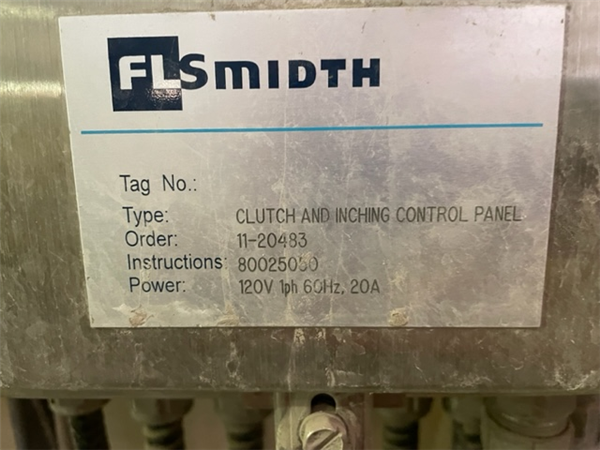 FLSMIDTH
Tag No.:
Type: CLUTCH AND INCHING CONTROL PANEL
Order: 11-20483
Instructions: 80025050
Power: 120V 1ph 60Hz, 20A